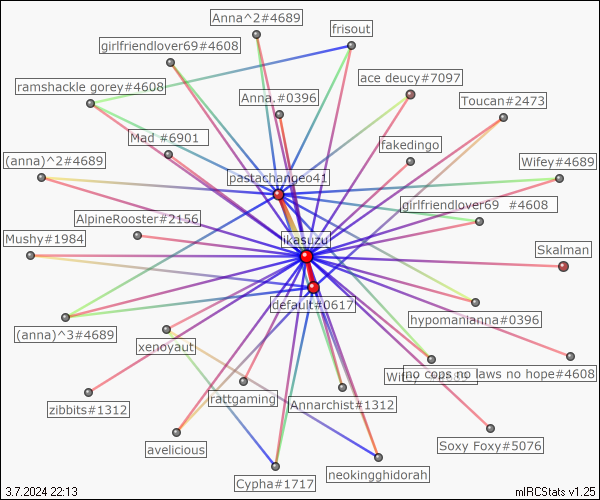 Anna^2#4689
frisout
girlfriendlover69#4608
ace deucy#7097
ramshackle gorey#4608
Anna.#0396
Toucan#2473
Mad #6901
fakedingo
(anna)^2#4689
Wifey#4689
pastachangeo41
girlfriendlover69 #4608
AlpineRooster#2156
Mushy#1984
ikasuzu
Skalman
default#0617
hypomanianna#0396
(anna)^3#4689
xenoyaut
no cops no laws no hope#4608
rattgaming
Annarchist#1312
zibbits#1312
Soxy Foxy#5076
avelicious
neokingghidorah
Cypha#1717
3.7.2024 22:13
mIRCStats v1.25